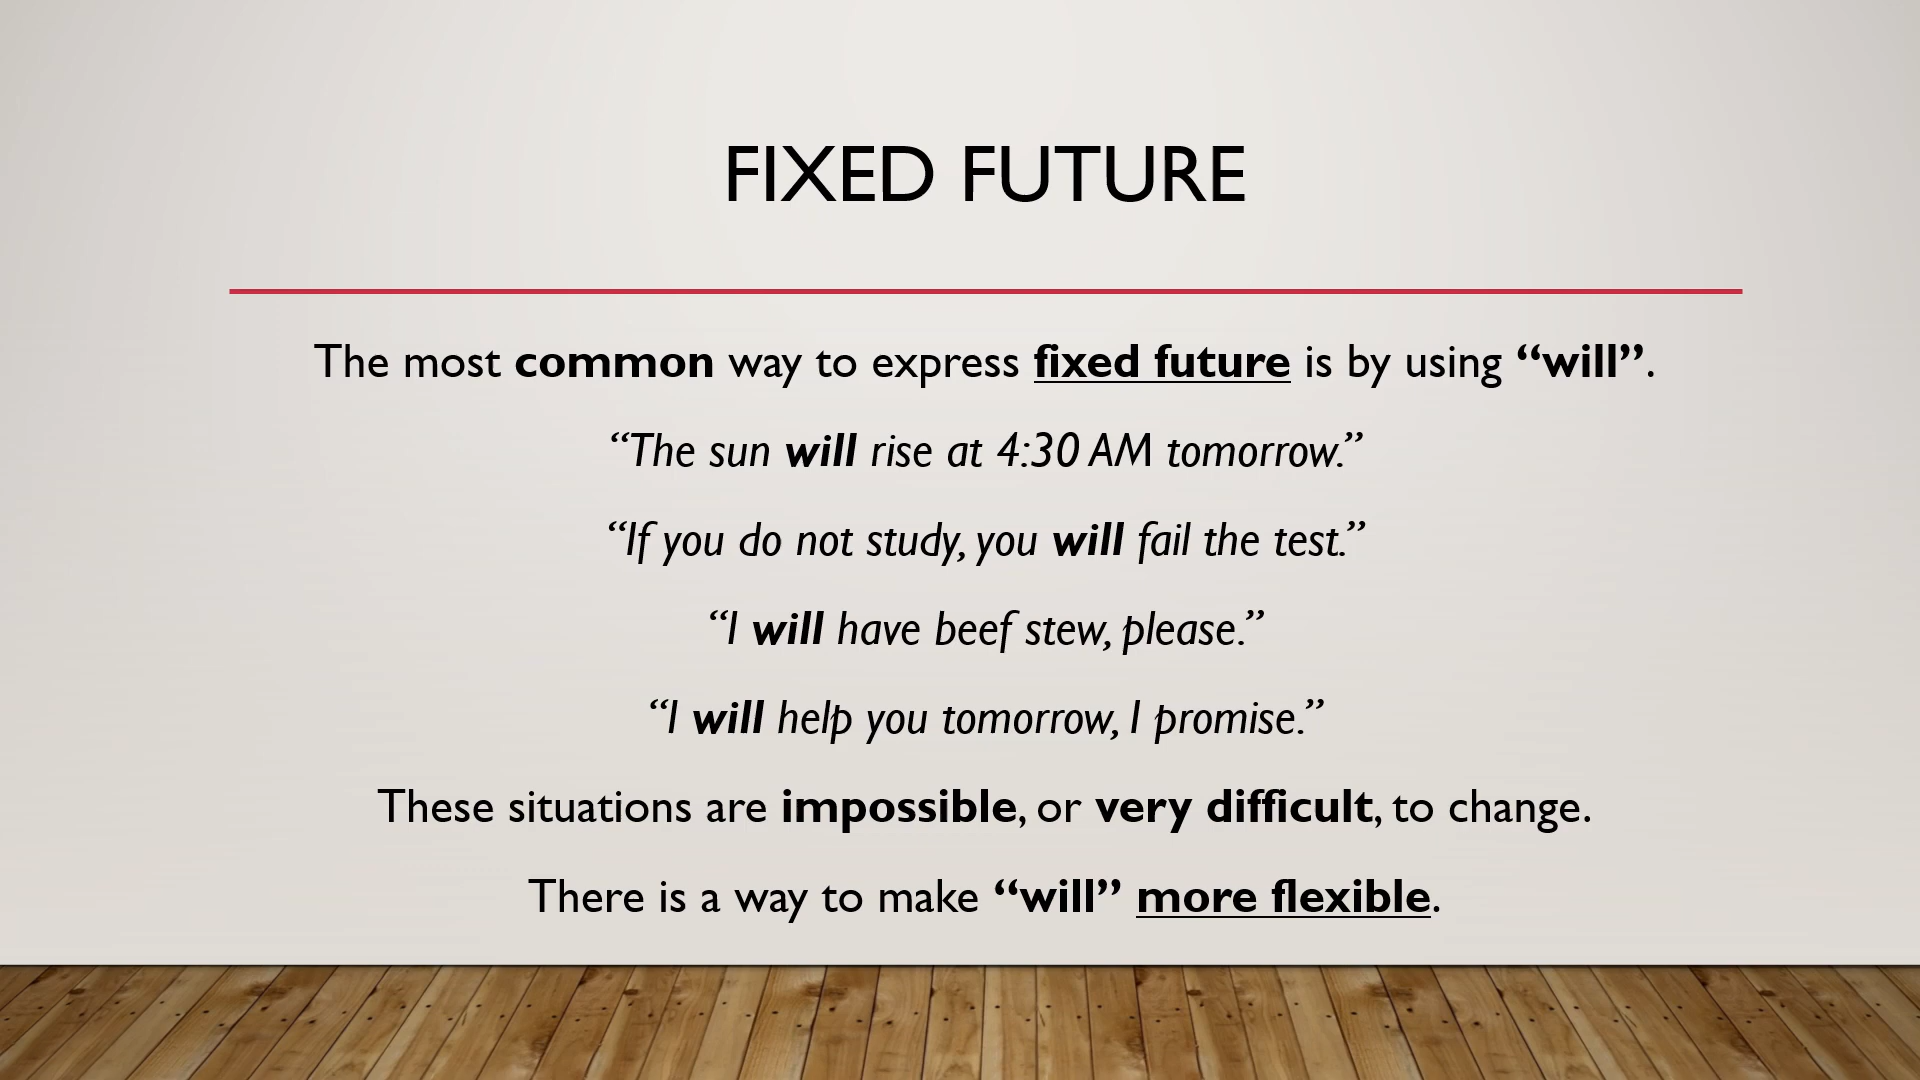 FIXED FUTURE
The most common way to express fixed future is by using “will”.
“The sun will rise at 4:30 AM tomorrow.”
“If you do not study, you will fail the test.”
“I will have beef stew, please.”
“I will help you tomorrow, I promise.”
These situations are impossible, or very difficult, to change.
There is a way to make “will” more flexible.